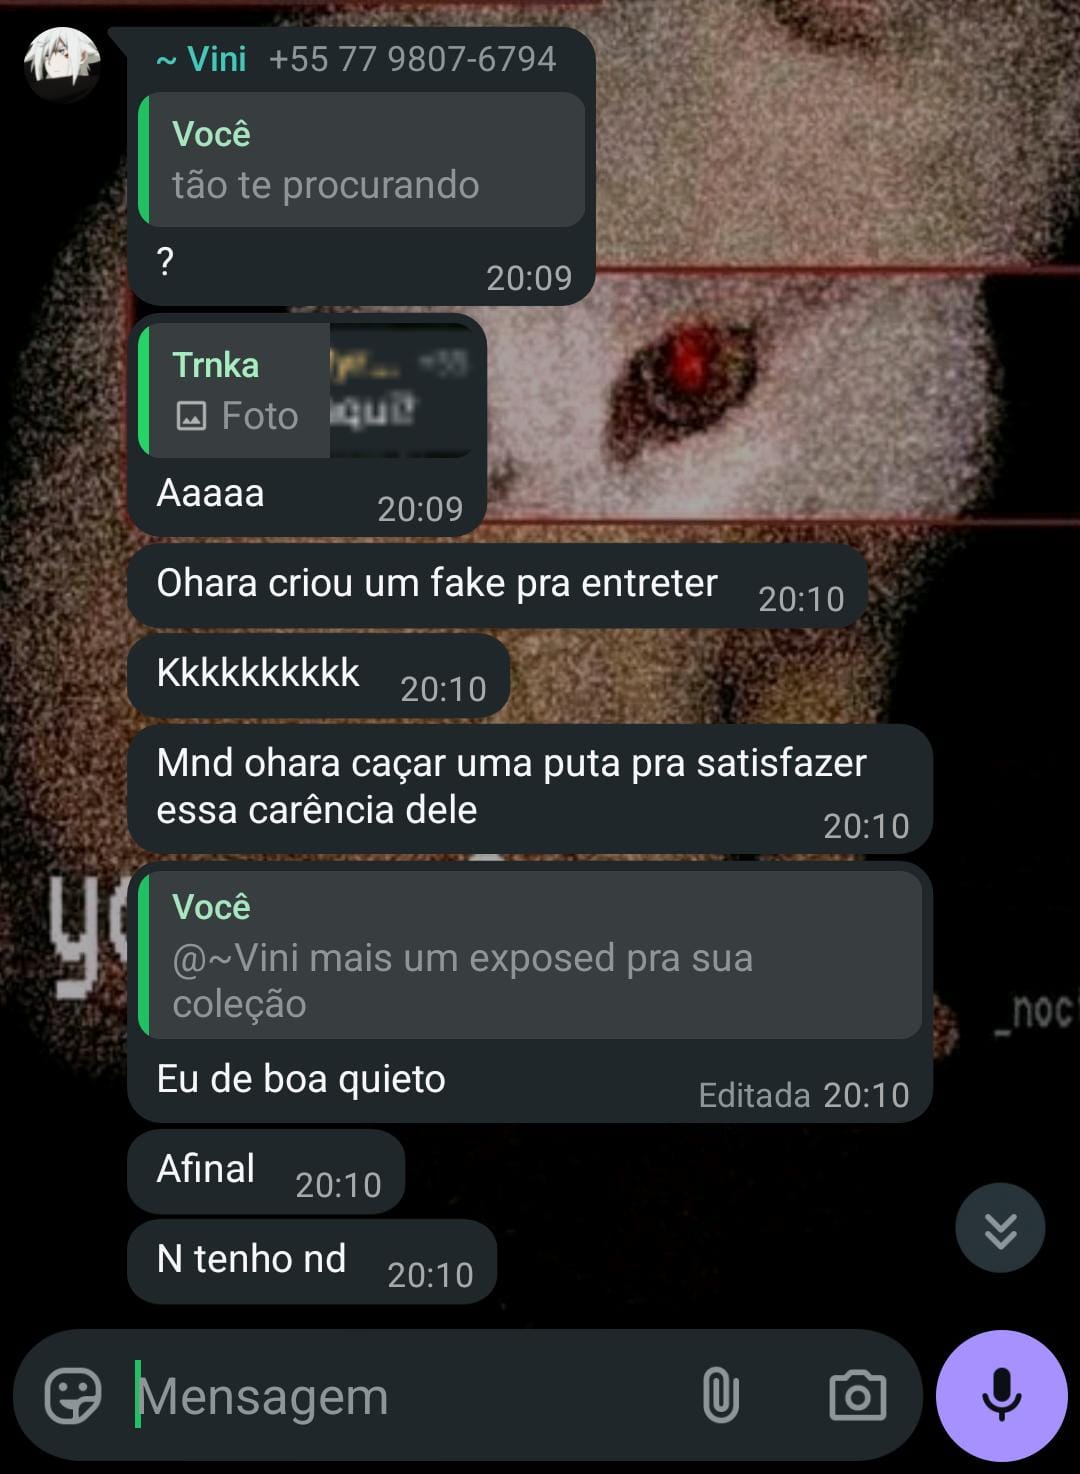 ~ Vini +55 77 9807-6794
Você
tão te procurando
?
20:09
Trnka
Foto
+55
aqui?
Aaaaa
20:09
Ohara criou um fake pra entreter
20:10
Kkkkkkkkkk
20:10
Mnd ohara caçar uma puta pra satisfazer
essa carência dele
20:10
Você
@~Vini mais um exposed pra sua
coleção
Eu de boa quieto
Editada 20:10
_noc
Afinal
20:10
N tenho nd
20:10
Mensagem